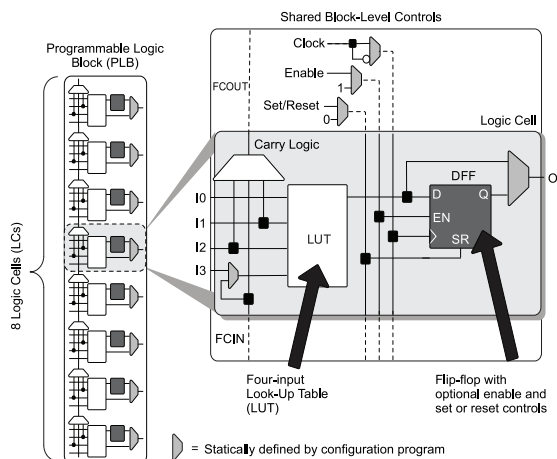 Shared Block-Level Controls
Programmable Logic
Block (PLB)
Clock
Enable
1
FCOUT
Set/Reset
0
Logic Cell
Carry Logic
DFF
O
I0
D
Q
I1
EN
I2
LUT
I3
SR
8 Logic Cells (LCs)
FCIN
Four-input
Look-Up Table
(LUT)
Flip-flop with
optional enable and
set or reset controls
= Statically defined by configuration program